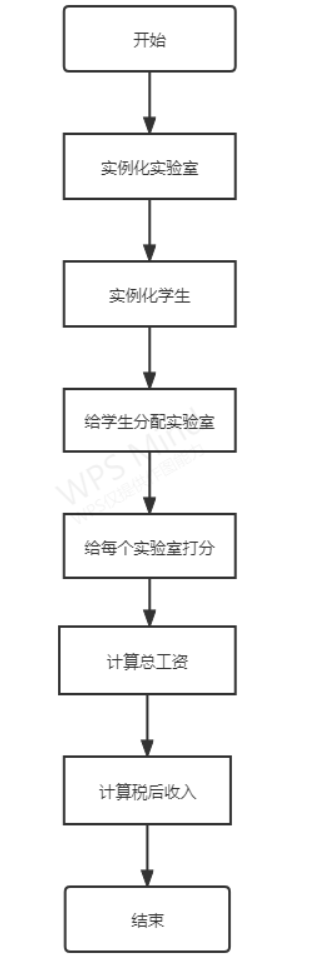 开始
实例化实验室
实例化学生
给学生分配实验室
WPS Mind
给每个实验室打分
计算总工资
计算税后收入
结束